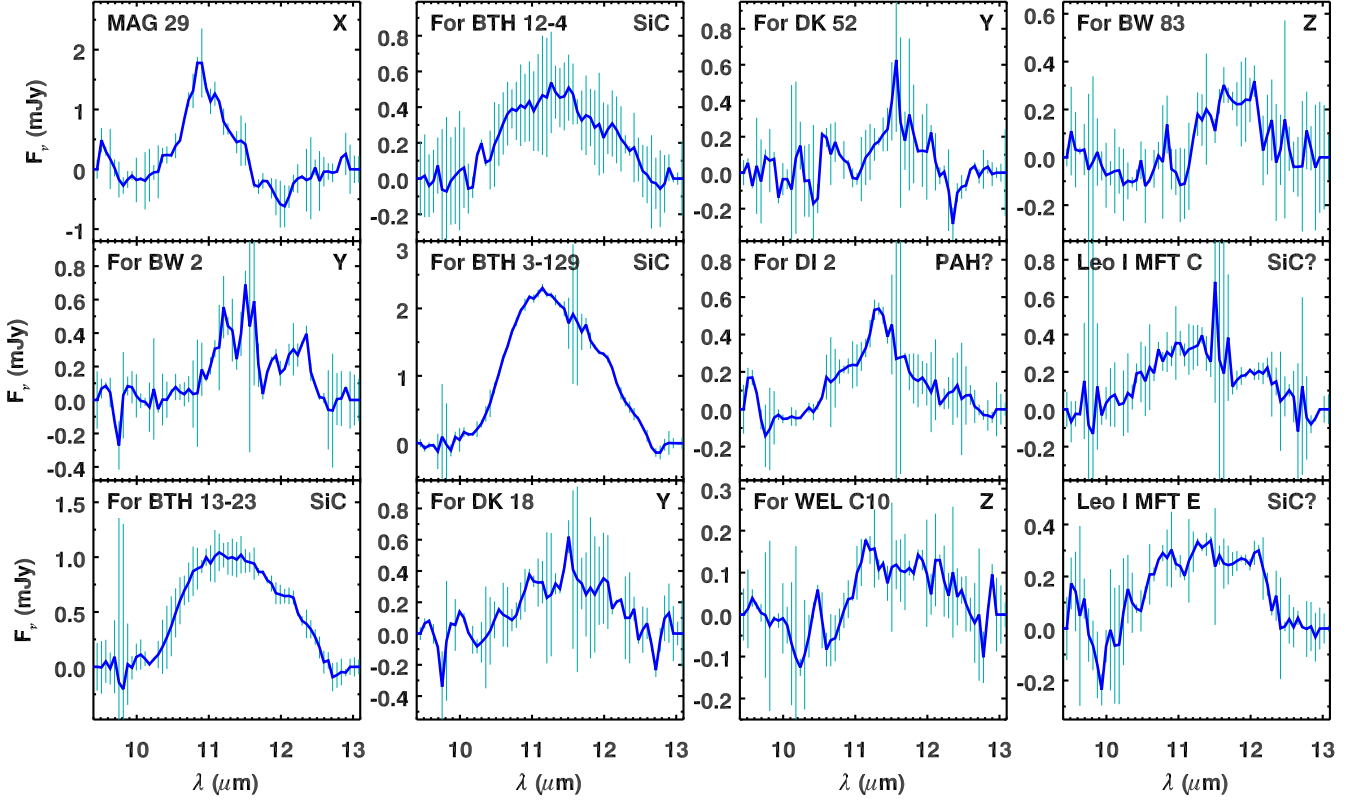 MAG 29 X
For BTH 12-4 SiC
For DK 52 Y
For BW 83 Z
2
1
0
-1
0.8
0.6
0.4
0.2
0.0
-0.2
0.8
0.6
0.4
0.2
0.0
-0.2
0.6
0.4
0.2
0.0
-0.2
Fν (mJy)
For BW 2 Y
For BTH 3-129 SiC
For DI 2 PAH?
Leo I MFT C SiC?
0.8
0.6
0.4
0.2
0.0
-0.2
-0.4
3
2
1
0
0.8
0.6
0.4
0.2
0.0
-0.2
0.8
0.6
0.4
0.2
0.0
-0.2
Fν (mJy)
For BTH 13-23 SiC
For DK 18 Y
For WEL C10 Z
Leo I MFT E SiC?
1.5
1.0
0.5
0.0
0.8
0.6
0.4
0.2
0.0
-0.2
-0.4
0.3
0.2
0.1
0.0
-0.1
-0.2
0.4
0.2
0.0
-0.2
Fν (mJy)
10 11 12 13
10 11 12 13
10 11 12 13
10 11 12 13
λ (μm)
λ (μm)
λ (μm)
λ (μm)